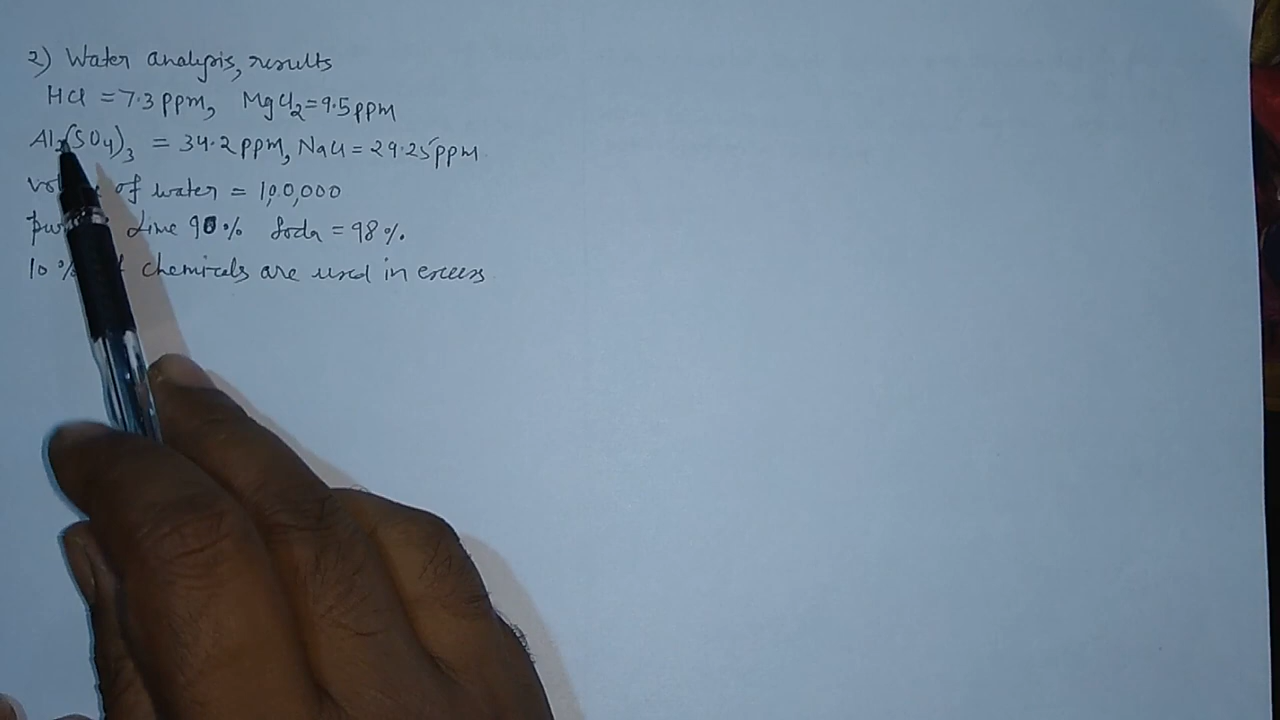 2) Water analysis, results
HCl = 7.3 ppm, MgCl2 = 9.5 ppm
Al2(SO4)3 = 34.2 ppm, NaCl = 29.25 ppm
of water = 1,0,0,000
Lime 90% Soda = 98%.
10% chemicals are used in excess